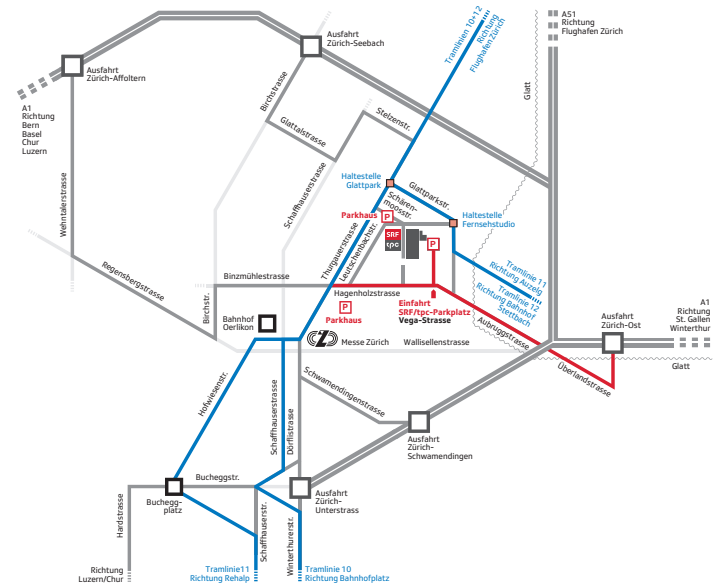 A51
Richtung
Flughafen Zürich
Tramlinien 10+12
Richtung
Flughafen Zürich
Ausfahrt
Zürich-Seebach
Ausfahrt
Zürich-Affoltern
A1
Richtung
Bern
Basel
Chur
Luzern
Birchstrasse
Glatt
Stelzenstr.
Glattalstrasse
Schaffhauserstrasse
Wehntalerstrasse
Haltestelle
Glattpark
Glattparkstr.
Schären-
moosstr.
Parkhaus
P
Haltestelle
Fernsehstudio
Thurgauerstrasse
Leutschenbachstr.
SRF
tpc
P
Regensbergstrasse
Binzmühlestrasse
Tramlinie 11
Richtung Auzelg
Tramlinie 12
Richtung Bahnhof
Stettbach
Hagenholzstrasse
Birchstr.
Bahnhof
Oerlikon
P
Parkhaus
Einfahrt
SRF/tpc-Parkplatz
Vega-Strasse
Aubruggstrasse
A1
Richtung
St. Gallen
Winterthur
Ausfahrt
Zürich-Ost
Messe Zürich
Wallisellenstrasse
Glatt
Überlandstrasse
Hofwiesenstr.
Schaffhauserstrasse
Dörflistrasse
Schwamendingenstrasse
Ausfahrt
Zürich-
Schwamendingen
Bucheggstr.
Buchegg-
platz
Ausfahrt
Zürich-
Unterstrass
Hardstrasse
Schaffhauserstr.
Winterthurerstr.
Richtung
Luzern/Chur
Tramlinie11
Richtung Rehalp
Tramlinie 10
Richtung Bahnhofplatz